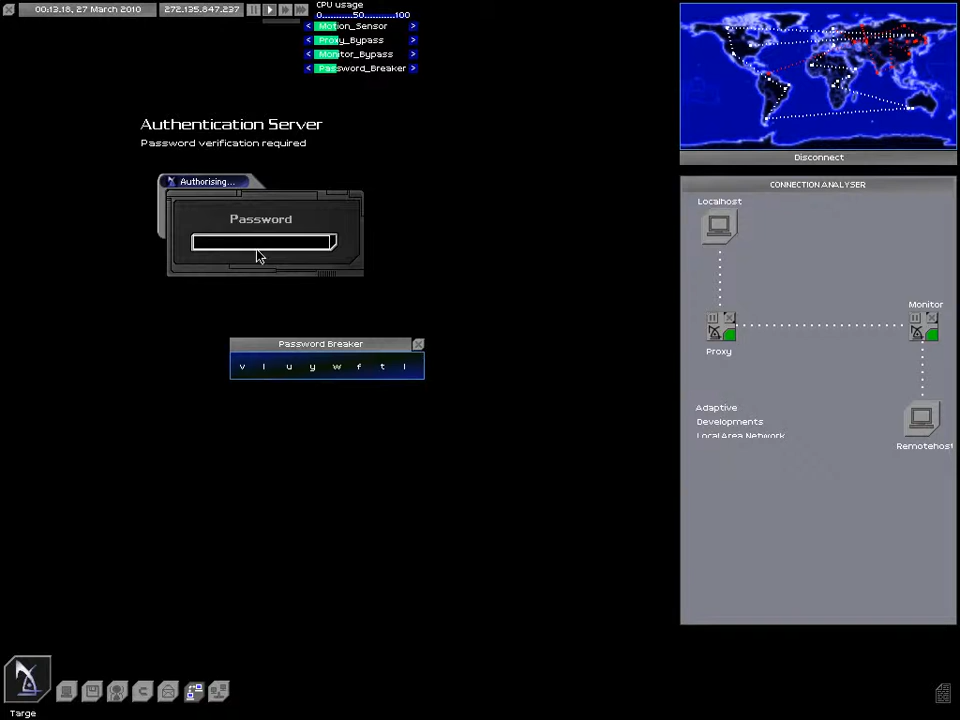 00:13.18, 27 March 2010
272.135.847.237
CPU usage
0..........50..........100
< Motion_Sensor >
< Proxy_Bypass >
< Monitor_Bypass >
< Password_Breaker >
Authentication Server
Password verification required
Authorising...
Password
Password Breaker
v l u y w f t l
Disconnect
CONNECTION ANALYSER
Localhost
Monitor
Proxy
Adaptive
Developments
LocalArea Network
Remotehost
Targe